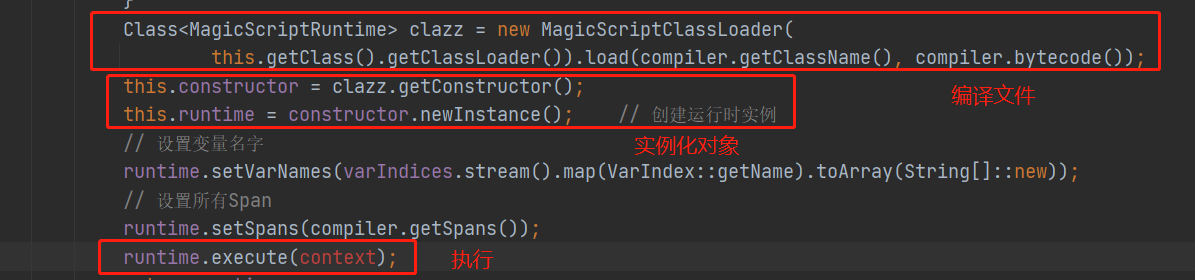 }
Class<MagicScriptRuntime> clazz = new MagicScriptClassLoader(
this.getClass().getClassLoader()).load(compiler.getClassName(), compiler.bytecode());
this.constructor = clazz.getConstructor();
编译文件
this.runtime = constructor.newInstance(); // 创建运行时实例
// 设置变量名字
实例化对象
runtime.setVarNames(varIndices.stream().map(VarIndex::getName).toArray(String[]::new));
// 设置所有Span
runtime.setSpans(compiler.getSpans());
runtime.execute(context);
执行